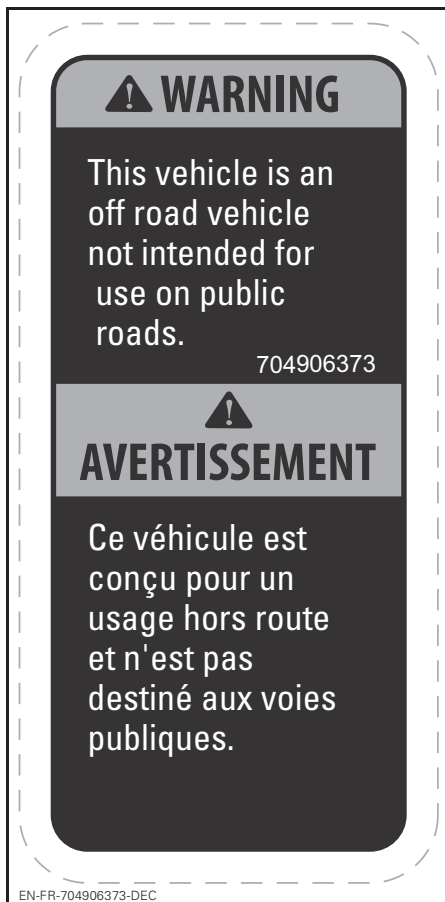 WARNING
This vehicle is an
off road vehicle
not intended for
use on public
roads.
704906373
AVERTISSEMENT
Ce véhicule est
conçu pour un
usage hors route
et n'est pas
destiné aux voies
publiques.
EN-FR-704906373-DEC